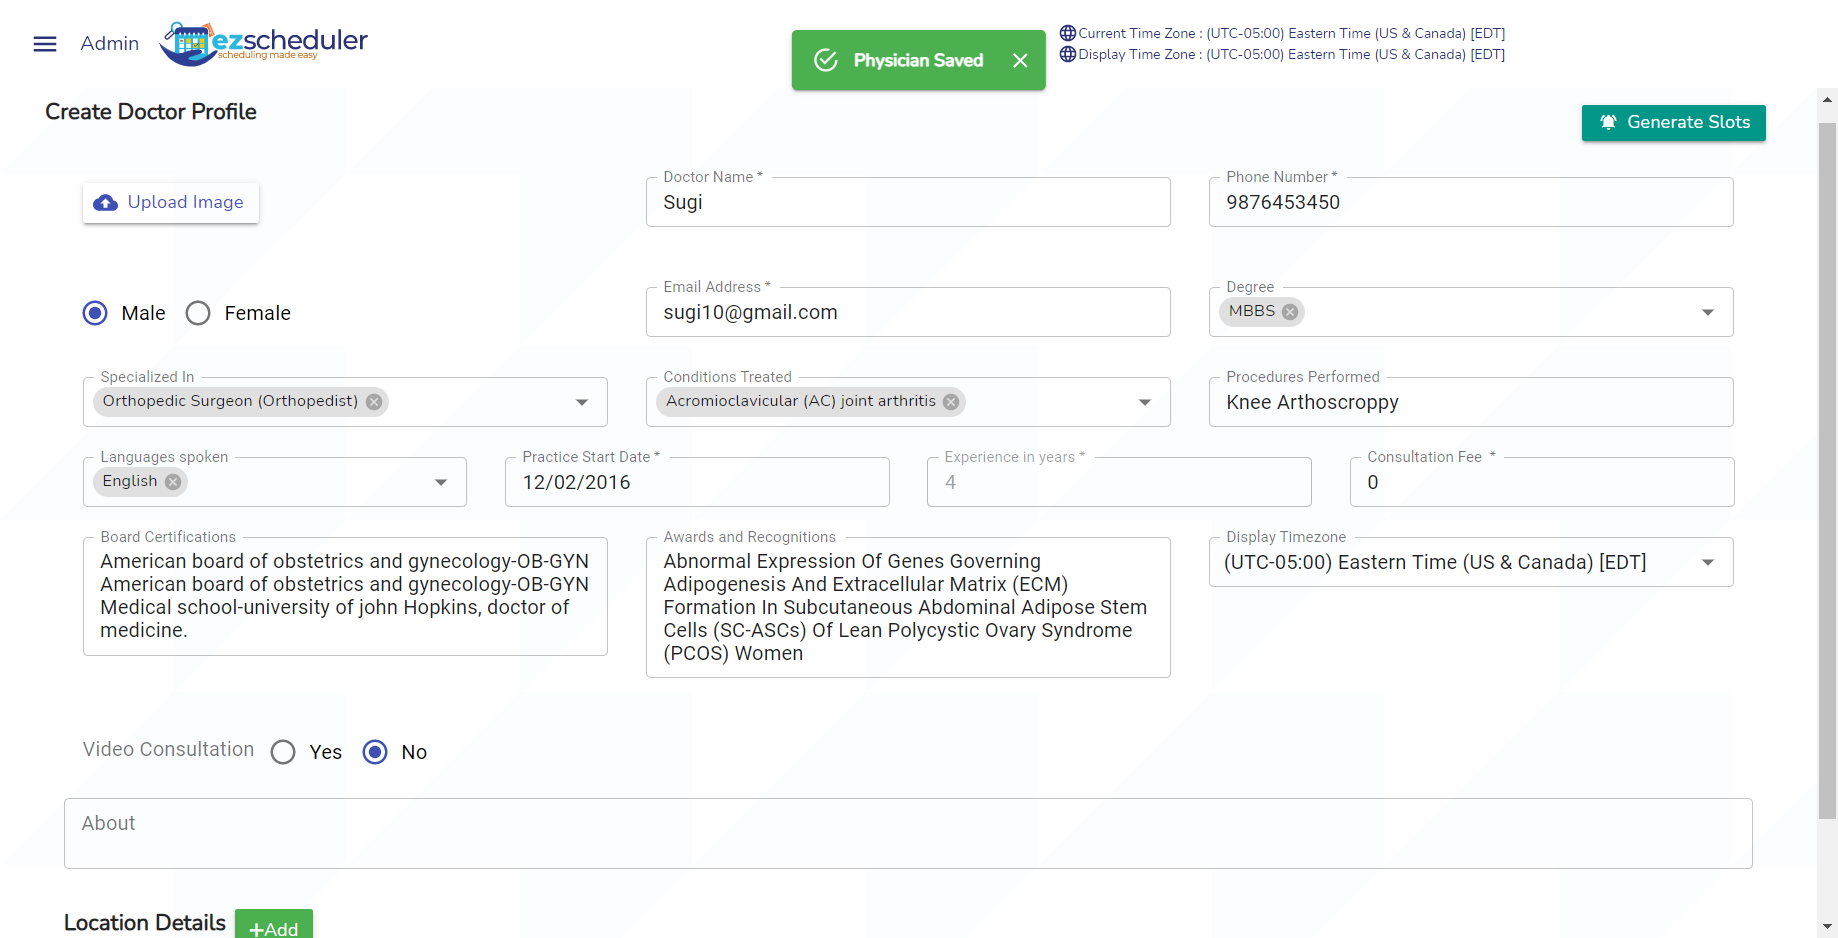 Admin
ezscheduler
scheduling made easy
Physician Saved
Current Time Zone : (UTC-05:00) Eastern Time (US & Canada) [EDT]
Display Time Zone : (UTC-05:00) Eastern Time (US & Canada) [EDT]
Create Doctor Profile
Generate Slots
Upload Image
Doctor Name *
Sugi
Phone Number *
9876453450
Male
Female
Email Address *
sugi10@gmail.com
Degree
MBBS
Specialized In
Orthopedic Surgeon (Orthopedist)
Conditions Treated
Acromioclavicular (AC) joint arthritis
Procedures Performed
Knee Arthoscroppy
Languages spoken
English
Practice Start Date *
12/02/2016
Experience in years *
4
Consultation Fee *
0
Board Certifications
American board of obstetrics and gynecology-OB-GYN
American board of obstetrics and gynecology-OB-GYN
Medical school-university of john Hopkins, doctor of
medicine.
Awards and Recognitions
Abnormal Expression Of Genes Governing
Adipogenesis And Extracellular Matrix (ECM)
Formation In Subcutaneous Abdominal Adipose Stem
Cells (SC-ASCs) Of Lean Polycystic Ovary Syndrome
(PCOS) Women
Display Timezone
(UTC-05:00) Eastern Time (US & Canada) [EDT]
Video Consultation
Yes
No
About
Location Details
+Add